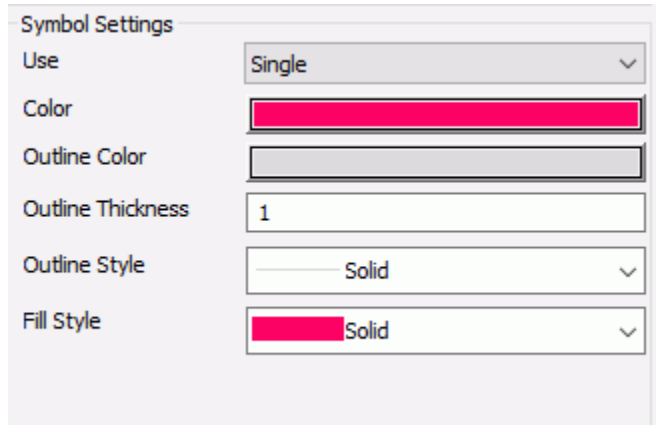 Symbol Settings
Use Single
Color
Outline Color
Outline Thickness 1
Outline Style Solid
Fill Style Solid